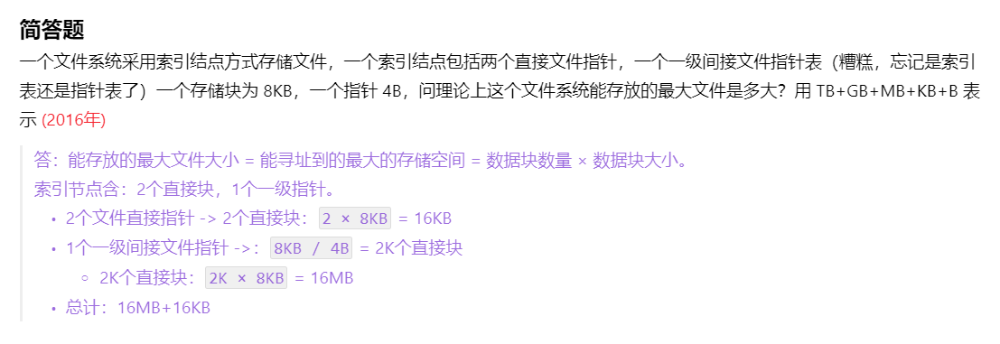 简答题
一个文件系统采用索引结点方式存储文件，一个索引结点包括两个直接文件指针，一个一级间接文件指针表（糟糕，忘记是索引
表还是指针表了）一个存储块为 8KB，一个指针 4B，问理论上这个文件系统能存放的最大文件是多大？用 TB+GB+MB+KB+B 表
示 (2016年)
答：能存放的最大文件大小 = 能寻址到的最大的存储空间 = 数据块数量 × 数据块大小。
索引节点含：2个直接块，1个一级指针。
• 2个文件直接指针 -> 2个直接块：2 × 8KB = 16KB
• 1个一级间接文件指针 ->：8KB / 4B = 2K个直接块
○ 2K个直接块：2K × 8KB = 16MB
• 总计：16MB+16KB